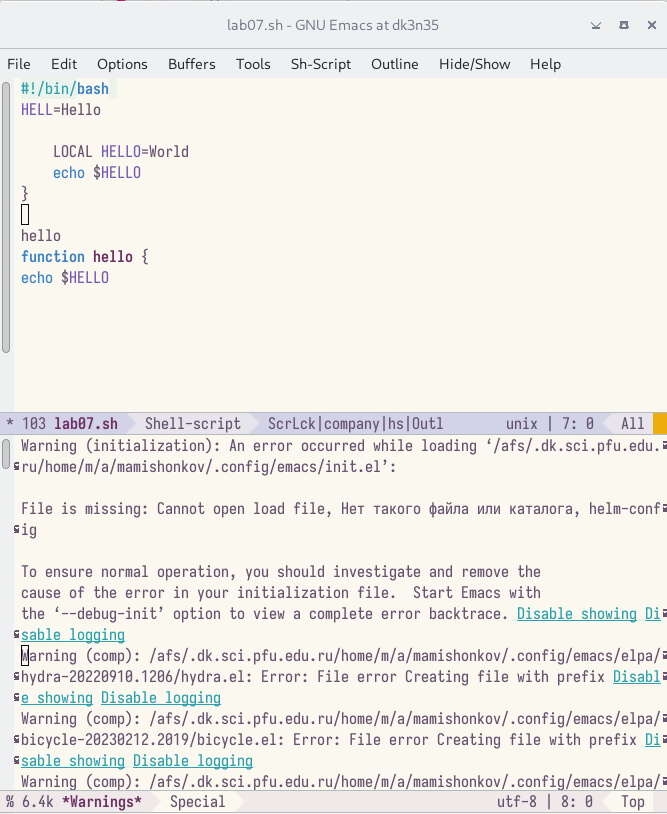 lab07.sh - GNU Emacs at dk3n35
File Edit Options Buffers Tools Sh-Script Outline Hide/Show Help
#!/bin/bash
HELL=Hello
LOCAL HELLO=World
echo $HELLO
}
hello
function hello {
echo $HELLO
* 103 lab07.sh Shell-script ScrLck|company|hs|Outl unix | 7: 0 All
Warning (initialization): An error occurred while loading ‘/afs/.dk.sci.pfu.edu.
ru/home/m/a/mamishonkov/.config/emacs/init.el’:
File is missing: Cannot open load file, Нет такого файла или каталога, helm-conf
ig
To ensure normal operation, you should investigate and remove the
cause of the error in your initialization file.  Start Emacs with
the ‘--debug-init’ option to view a complete error backtrace. Disable showing Di
sable logging
Warning (comp): /afs/.dk.sci.pfu.edu.ru/home/m/a/mamishonkov/.config/emacs/elpa/
hydra-20220910.1206/hydra.el: Error: File error Creating file with prefix Disabl
e showing Disable logging
Warning (comp): /afs/.dk.sci.pfu.edu.ru/home/m/a/mamishonkov/.config/emacs/elpa/
bicycle-20230212.2019/bicycle.el: Error: File error Creating file with prefix Di
sable showing Disable logging
Warning (comp): /afs/.dk.sci.pfu.edu.ru/home/m/a/mamishonkov/.config/emacs/elpa/
% 6.4k *Warnings* Special utf-8 | 8: 0 Top